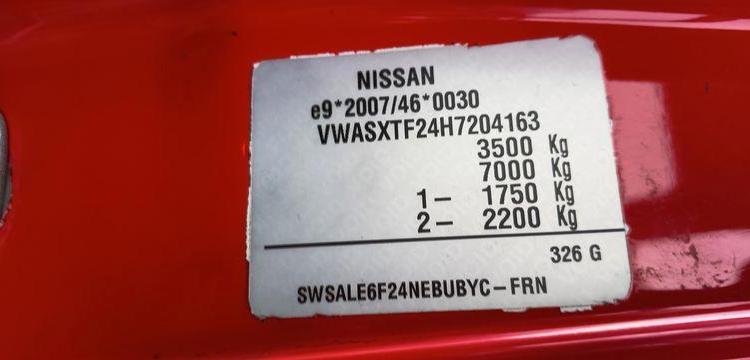 NISSAN
e9*2007/46*0030
VWASXTF24H7204163
3500 Kg
7000 Kg
1- 1750 Kg
2- 2200 Kg
326 G
SWSALE6F24NEBUBYC-FRN